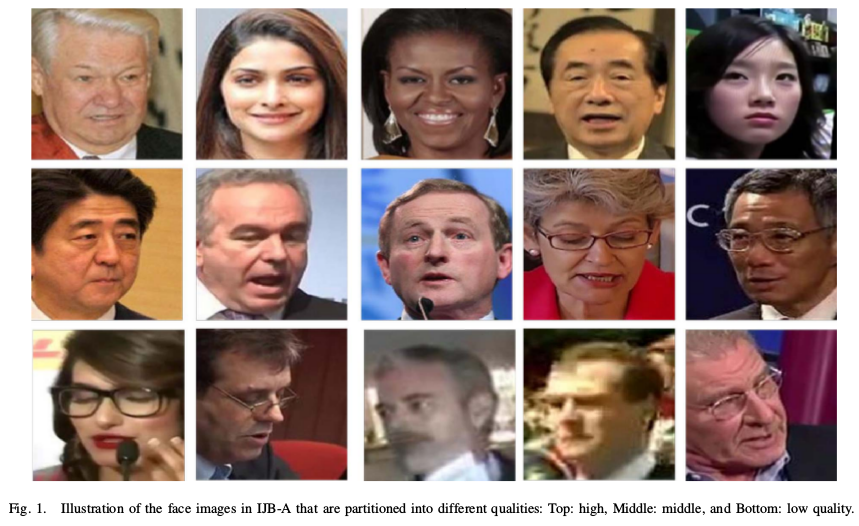 C
Fig. 1. Illustration of the face images in IJB-A that are partitioned into different qualities: Top: high, Middle: middle, and Bottom: low quality.